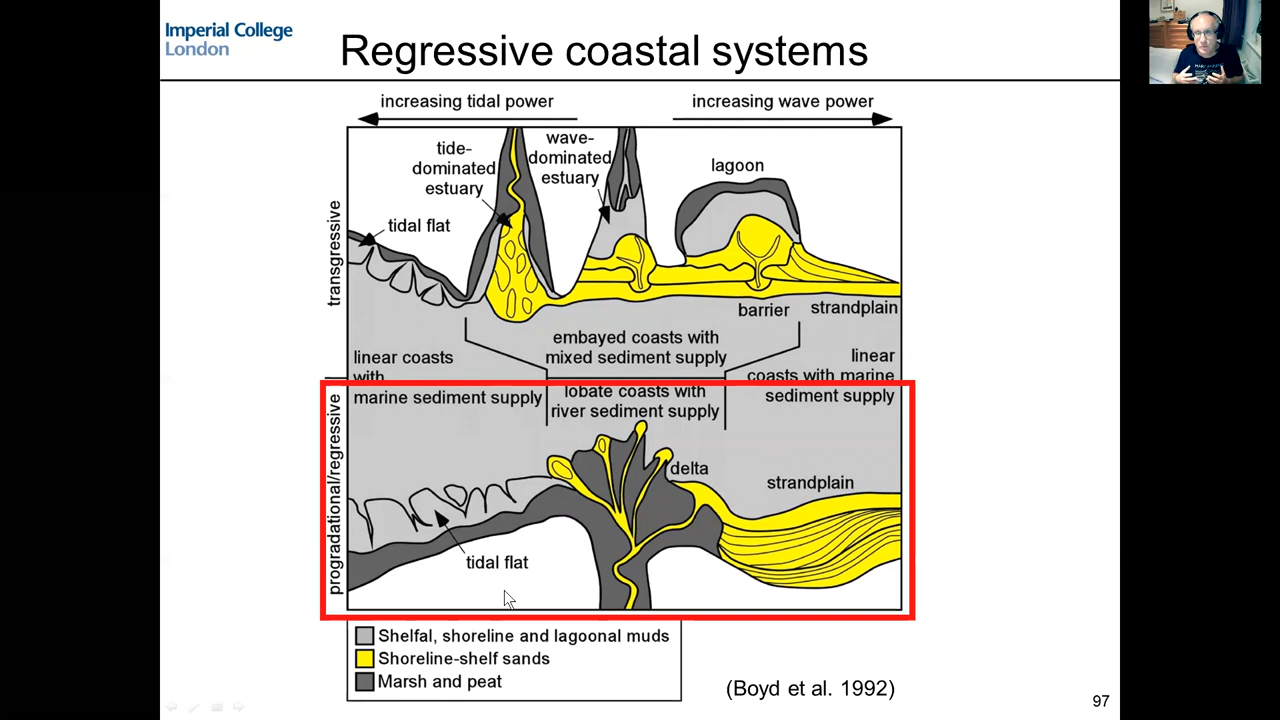 Imperial College
London
Regressive coastal systems
increasing tidal power
increasing wave power
tide-
dominated
estuary
wave-
dominated
estuary
lagoon
tidal flat
transgressive
barrier
strandplain
embayed coasts with
mixed sediment supply
linear coasts
with
marine sediment supply
linear
coasts with marine
sediment supply
lobate coasts with
river sediment supply
progradational/regressive
delta
strandplain
tidal flat
Shelfal, shoreline and lagoonal muds
Shoreline-shelf sands
Marsh and peat
(Boyd et al. 1992)
97